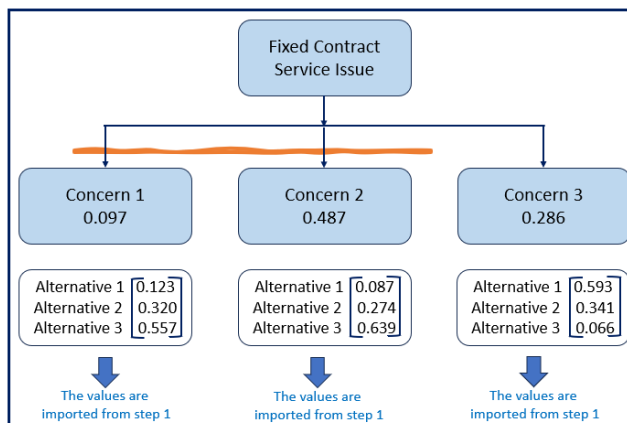 Fixed Contract
Service Issue
Concern 1
0.097
Concern 2
0.487
Concern 3
0.286
Alternative 1 0.123
Alternative 2 0.320
Alternative 3 0.557
Alternative 1 0.087
Alternative 2 0.274
Alternative 3 0.639
Alternative 1 0.593
Alternative 2 0.341
Alternative 3 0.066
The values are
imported from step 1
The values are
imported from step 1
The values are
imported from step 1